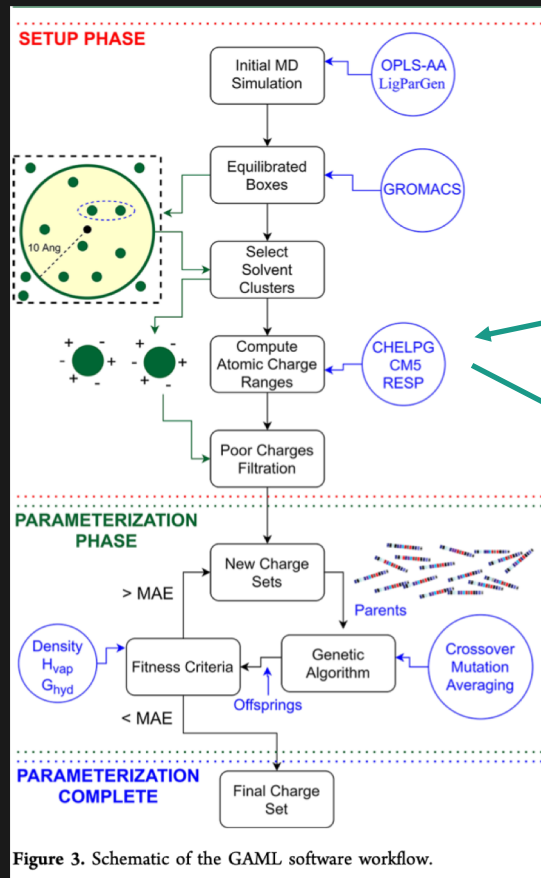 SETUP PHASE
Initial MD
Simulation
OPLS-AA
LigParGen
Equilibrated
Boxes
GROMACS
10 Ang
Select
Solvent
Clusters
+ - + - + -
+ - + - + -
Compute
Atomic Charge
Ranges
CHELPG
CM5
RESP
Poor Charges
Filtration
PARAMETERIZATION
PHASE
New Charge
Sets
> MAE
Parents
Density
Hvap
Ghyd
Fitness Criteria
Genetic
Algorithm
Crossover
Mutation
Averaging
Offsprings
< MAE
PARAMETERIZATION
COMPLETE
Final Charge
Set
Figure 3. Schematic of the GAML software workflow.